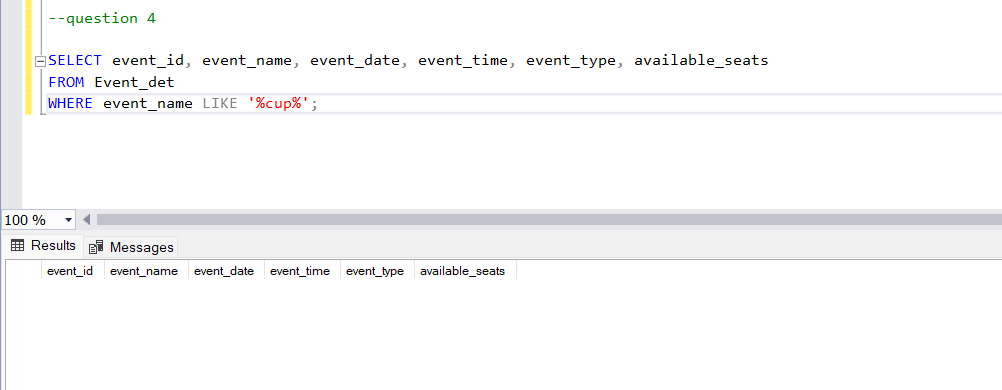 --question 4
SELECT event_id, event_name, event_date, event_time, event_type, available_seats
FROM Event_det
WHERE event_name LIKE '%cup%';
100 %
Results Messages
event_id event_name event_date event_time event_type available_seats